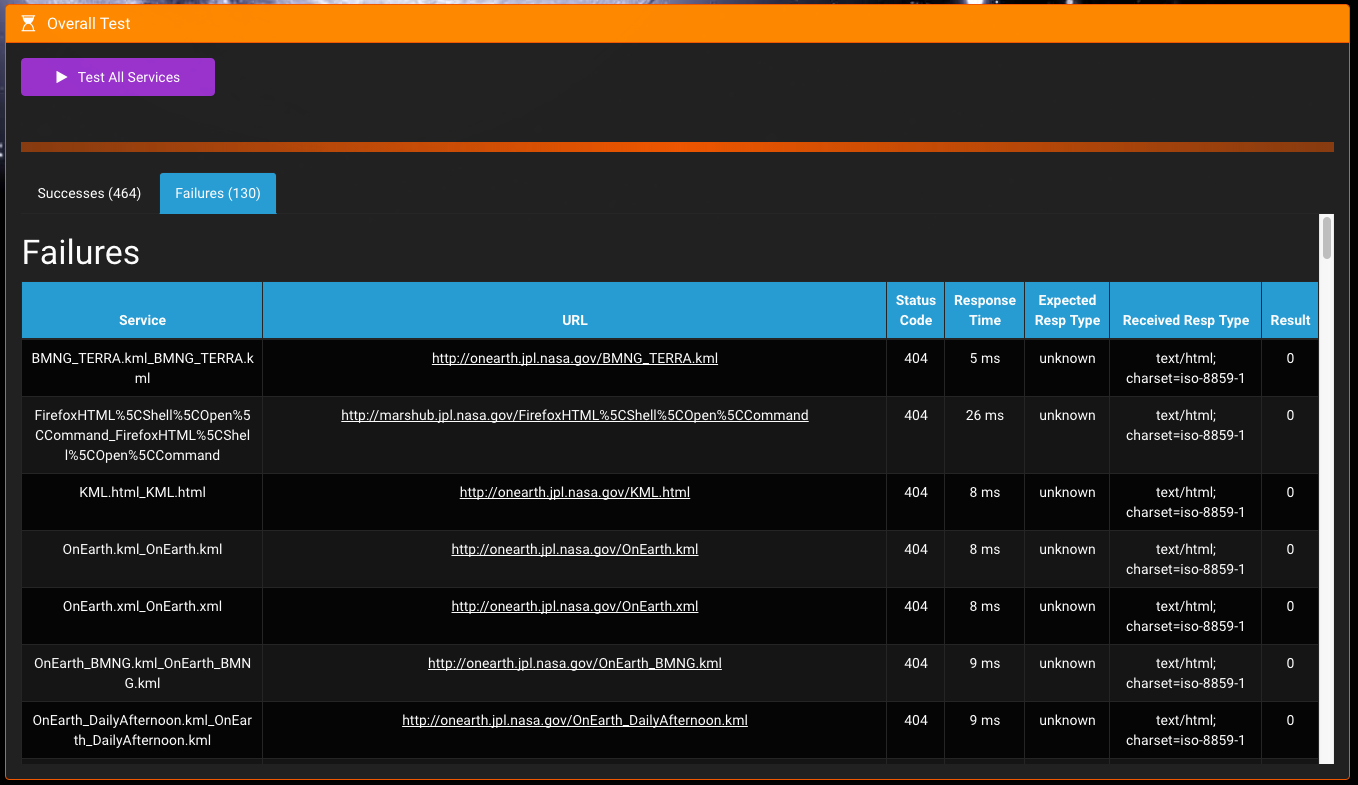 Overall Test
Test All Services
Successes (464) Failures (130)
Failures
Service URL Status Code Response Time Expected Resp Type Received Resp Type Result
BMNG_TERRA.kml_BMNG_TERRA.k http://onearth.jpl.nasa.gov/BMNG_TERRA.kml 404 5 ms unknown text/html;
ml charset=iso-8859-1 0
FirefoxHTML%5CShell%5COpen%5 http://marshub.jpl.nasa.gov/FirefoxHTML%5CShell%5COpen%5CCommand 404 26 ms unknown text/html; 0
CCommand_FirefoxHTML%5CShel charset=iso-8859-1
l%5COpen%5CCommand
KML.html_KML.html http://onearth.jpl.nasa.gov/KML.html 404 8 ms unknown text/html; 0
charset=iso-8859-1
OnEarth.kml_OnEarth.kml http://onearth.jpl.nasa.gov/OnEarth.kml 404 8 ms unknown text/html; 0
charset=iso-8859-1
OnEarth.xml_OnEarth.xml http://onearth.jpl.nasa.gov/OnEarth.xml 404 8 ms unknown text/html; 0
charset=iso-8859-1
OnEarth_BMNG.kml_OnEarth_BMN http://onearth.jpl.nasa.gov/OnEarth_BMNG.kml 404 9 ms unknown text/html; 0
G.kml charset=iso-8859-1
OnEarth_DailyAfternoon.kml_OnEar http://onearth.jpl.nasa.gov/OnEarth_DailyAfternoon.kml 404 9 ms unknown text/html; 0
th_DailyAfternoon.kml charset=iso-8859-1